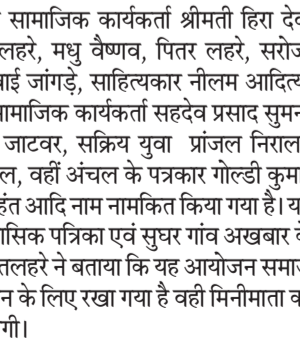 सामाजिक कार्यकर्ता श्रीमती हिरा
लहरे, मधु वैष्णव, पितर लहरे, सरोज
बाई जांगड़े, साहित्यकार नीलम आदित्य
सामाजिक कार्यकर्ता सहदेव प्रसाद सुमन
जाटवर, सक्रिय युवा प्रांजल निराल
वहीं अंचल के पत्रकार गोल्डी कुमा
आदि नाम नामकित किया गया है।
पत्रिका एवं सुघर गांव अखबार
ने बताया कि यह आयोजन समा
के लिए रखा गया है वही मिनीमाता
गी।